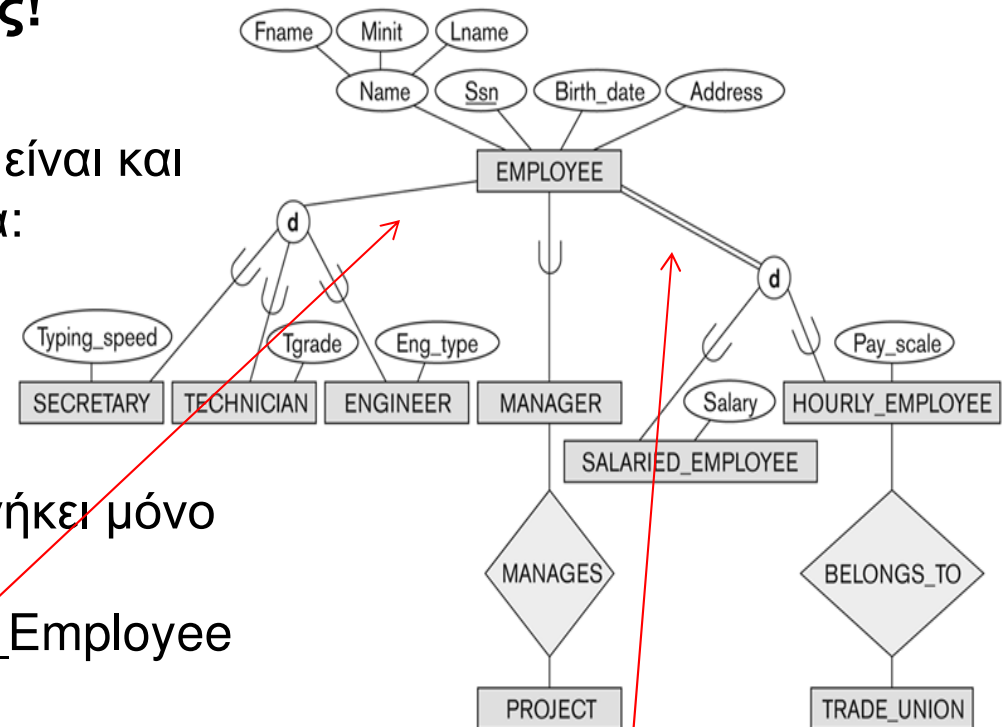 ς!
Fname Minit Lname
Name Ssn Birth_date Address
είναι και
EMPLOYEE
α:
d
d
Typing_speed Tgrade Eng_type Pay_scale
SECRETARY TECHNICIAN ENGINEER MANAGER Salary HOURLY_EMPLOYEE
SALARIED_EMPLOYEE
νήκει μόνο
MANAGES BELONGS_TO
_Employee
PROJECT TRADE_UNION